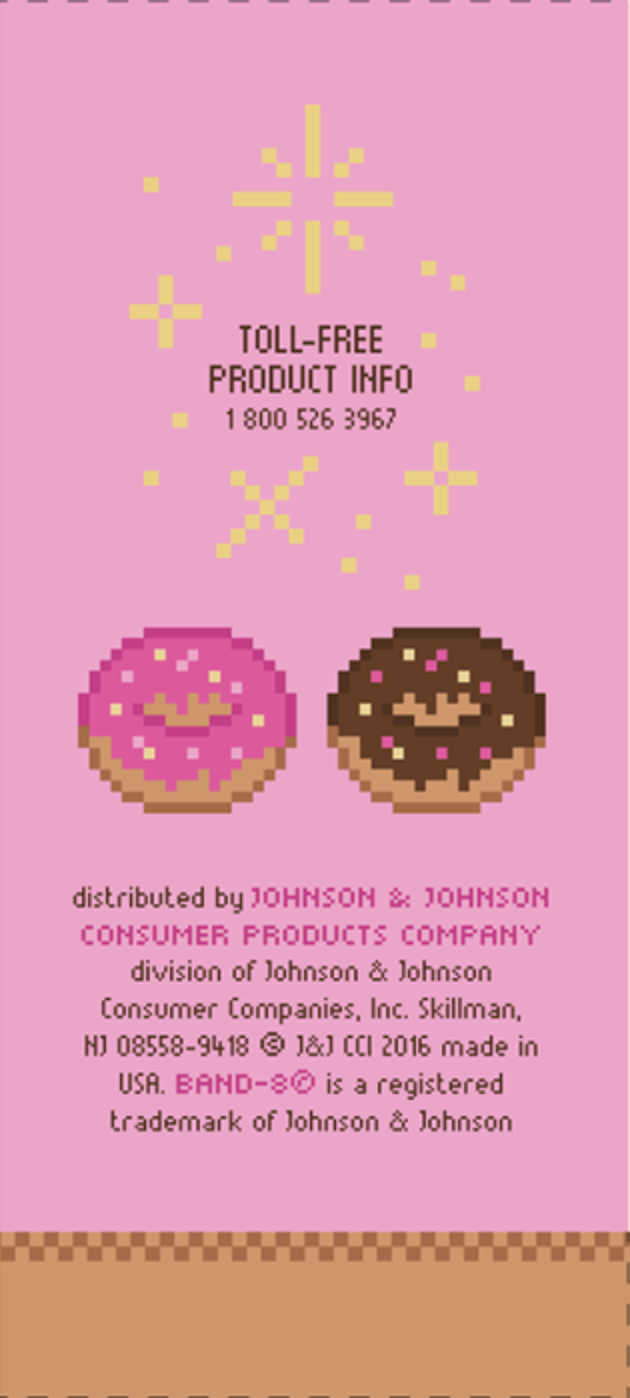 TOLL-FREE
PRODUCT INFO
1 800 526 3967
distributed by JOHNSON & JOHNSON
CONSUMER PRODUCTS COMPANY
division of Johnson & Johnson
Consumer Companies, Inc. Skillman,
NJ 08558-9418 © J&J CCI 2016 made in
USA. BAND-8© is a registered
trademark of Johnson & Johnson